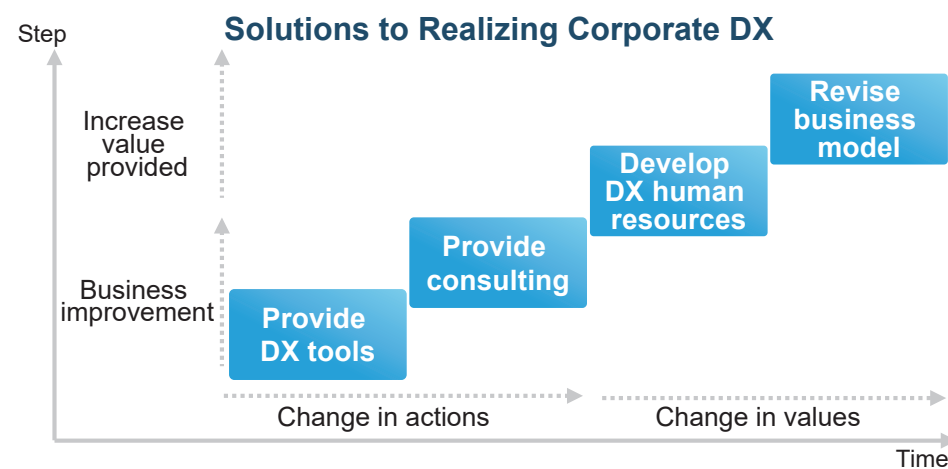 Solutions to Realizing Corporate DX
Step
Increase
value
provided
Business
improvement
Provide
DX tools
Provide
consulting
Develop
DX human
resources
Revise
business
model
Change in actions
Change in values
Time